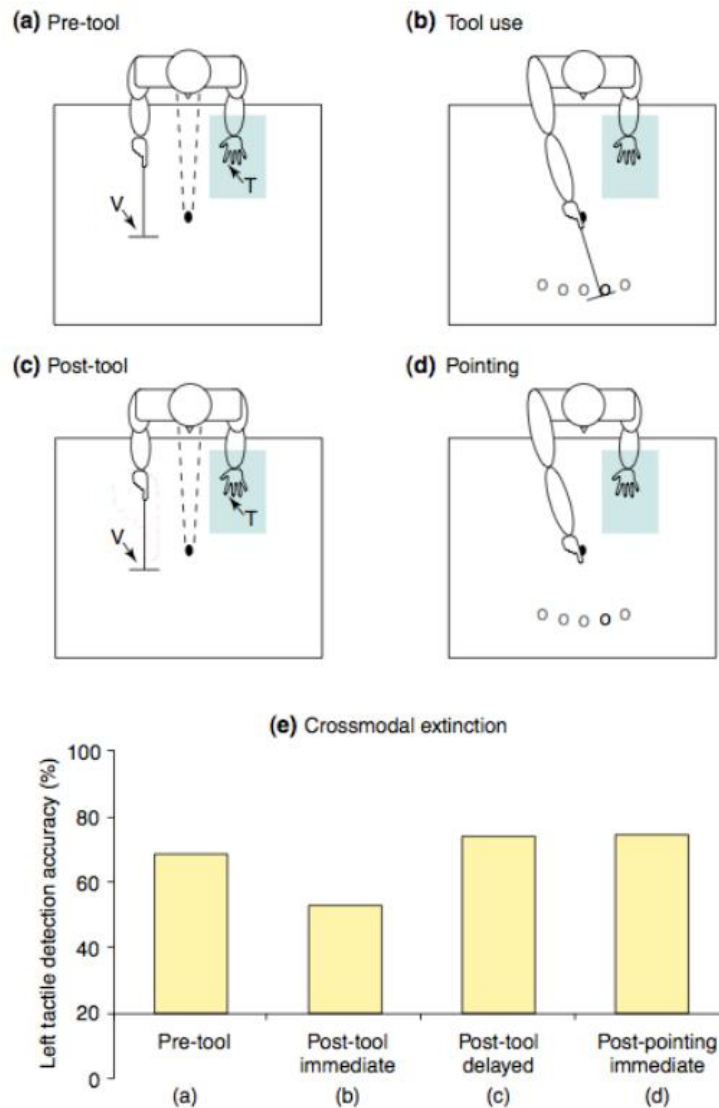 (a) Pre-tool
(b) Tool use
V
T
(c) Post-tool
(d) Pointing
V
T
(e) Crossmodal extinction
Left tactile detection accuracy (%)
100
80
60
40
20
0
Pre-tool
Post-tool immediate
Post-tool delayed
Post-pointing immediate
(a)
(b)
(c)
(d)